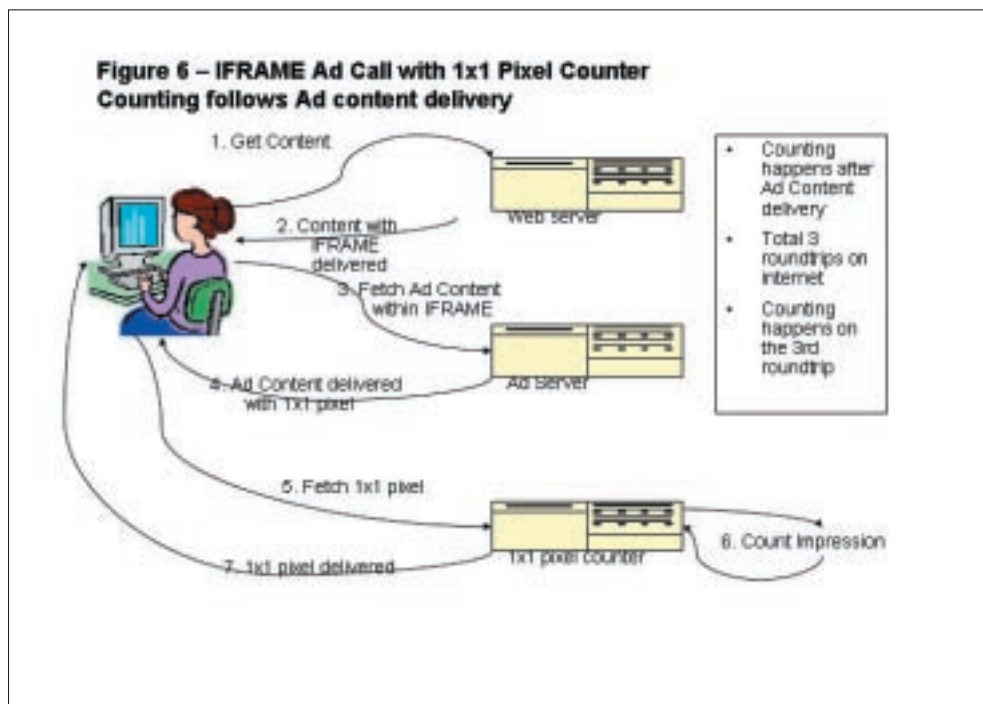 Figure 6 – IFRAME Ad Call with 1x1 Pixel Counter
Counting follows Ad content delivery
1. Get Content
Web server
2. Content with
IFRAME
delivered
3. Fetch Ad Content
within IFRAME
Ad Server
4. Ad Content delivered
with 1x1 pixel
5. Fetch 1x1 pixel
1x1 pixel counter
6. Count Impression
7. 1x1 pixel delivered
• Counting
happens after
Ad Content
delivery
• Total 3
roundtrips on
internet
• Counting
happens on
the 3rd
roundtrip